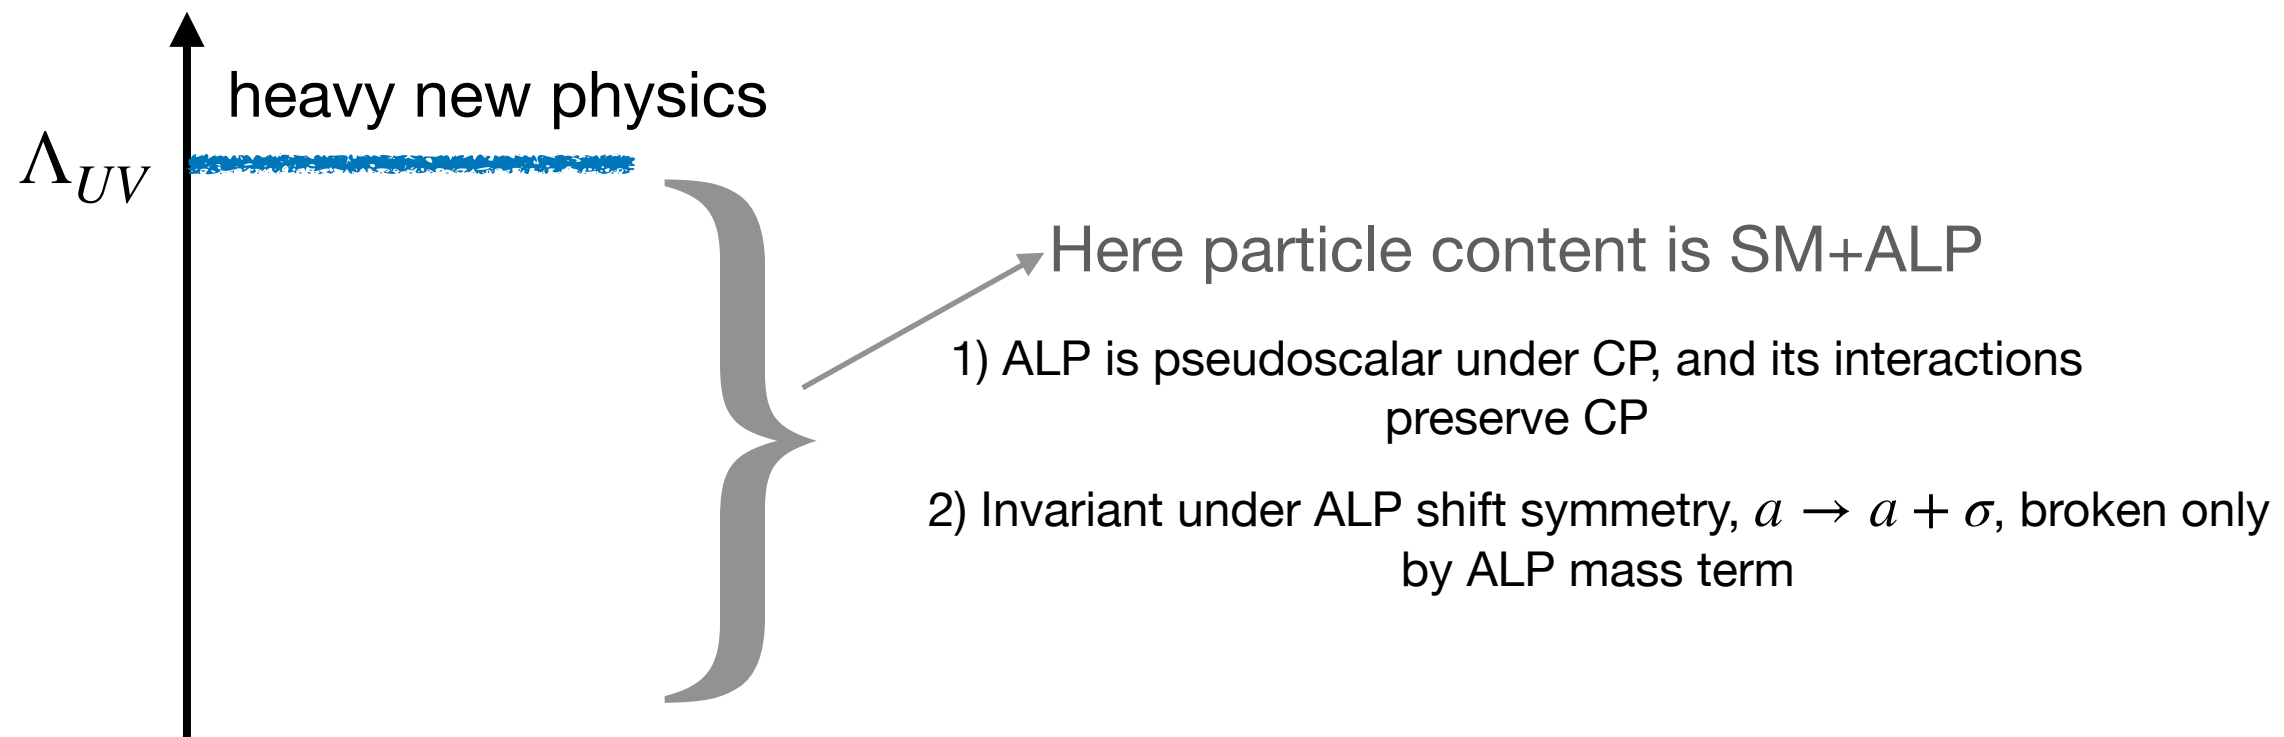 heavy new physics
Λ_UV
Here particle content is SM+ALP
1) ALP is pseudoscalar under CP, and its interactions
preserve CP
2) Invariant under ALP shift symmetry, a → a + σ, broken only
by ALP mass term